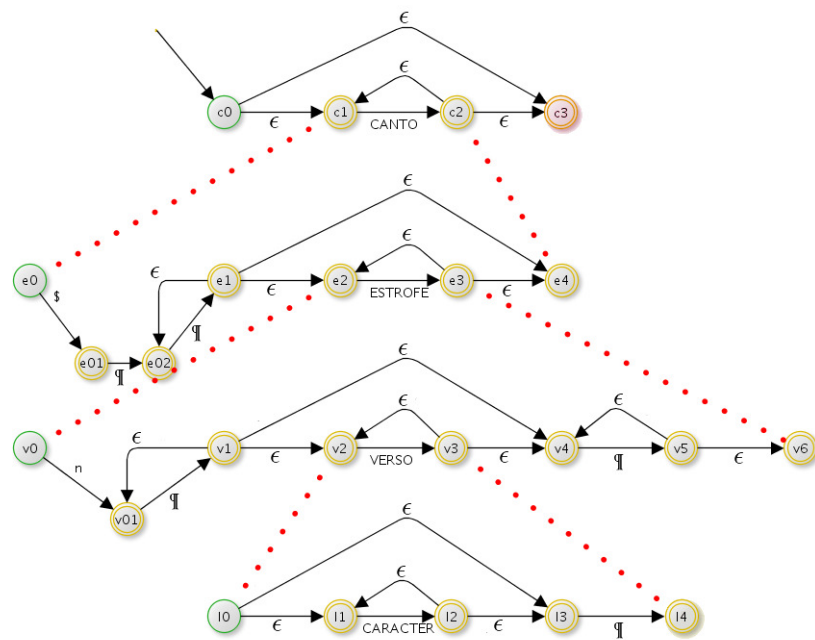 ϵ
ϵ
c0 c1 c2 c3
ϵ CANTO ϵ
ϵ
ϵ ϵ
e0 e1 e2 e3 e4
$ ϵ ESTROFE ϵ
¶
e01 e02
¶
ϵ
ϵ ϵ ϵ
v0 v1 v2 v3 v4 v5 v6
n ϵ VERSO ϵ ¶ ϵ
¶
v01
ϵ
ϵ
l0 l1 l2 l3 l4
ϵ CARACTER ϵ ¶